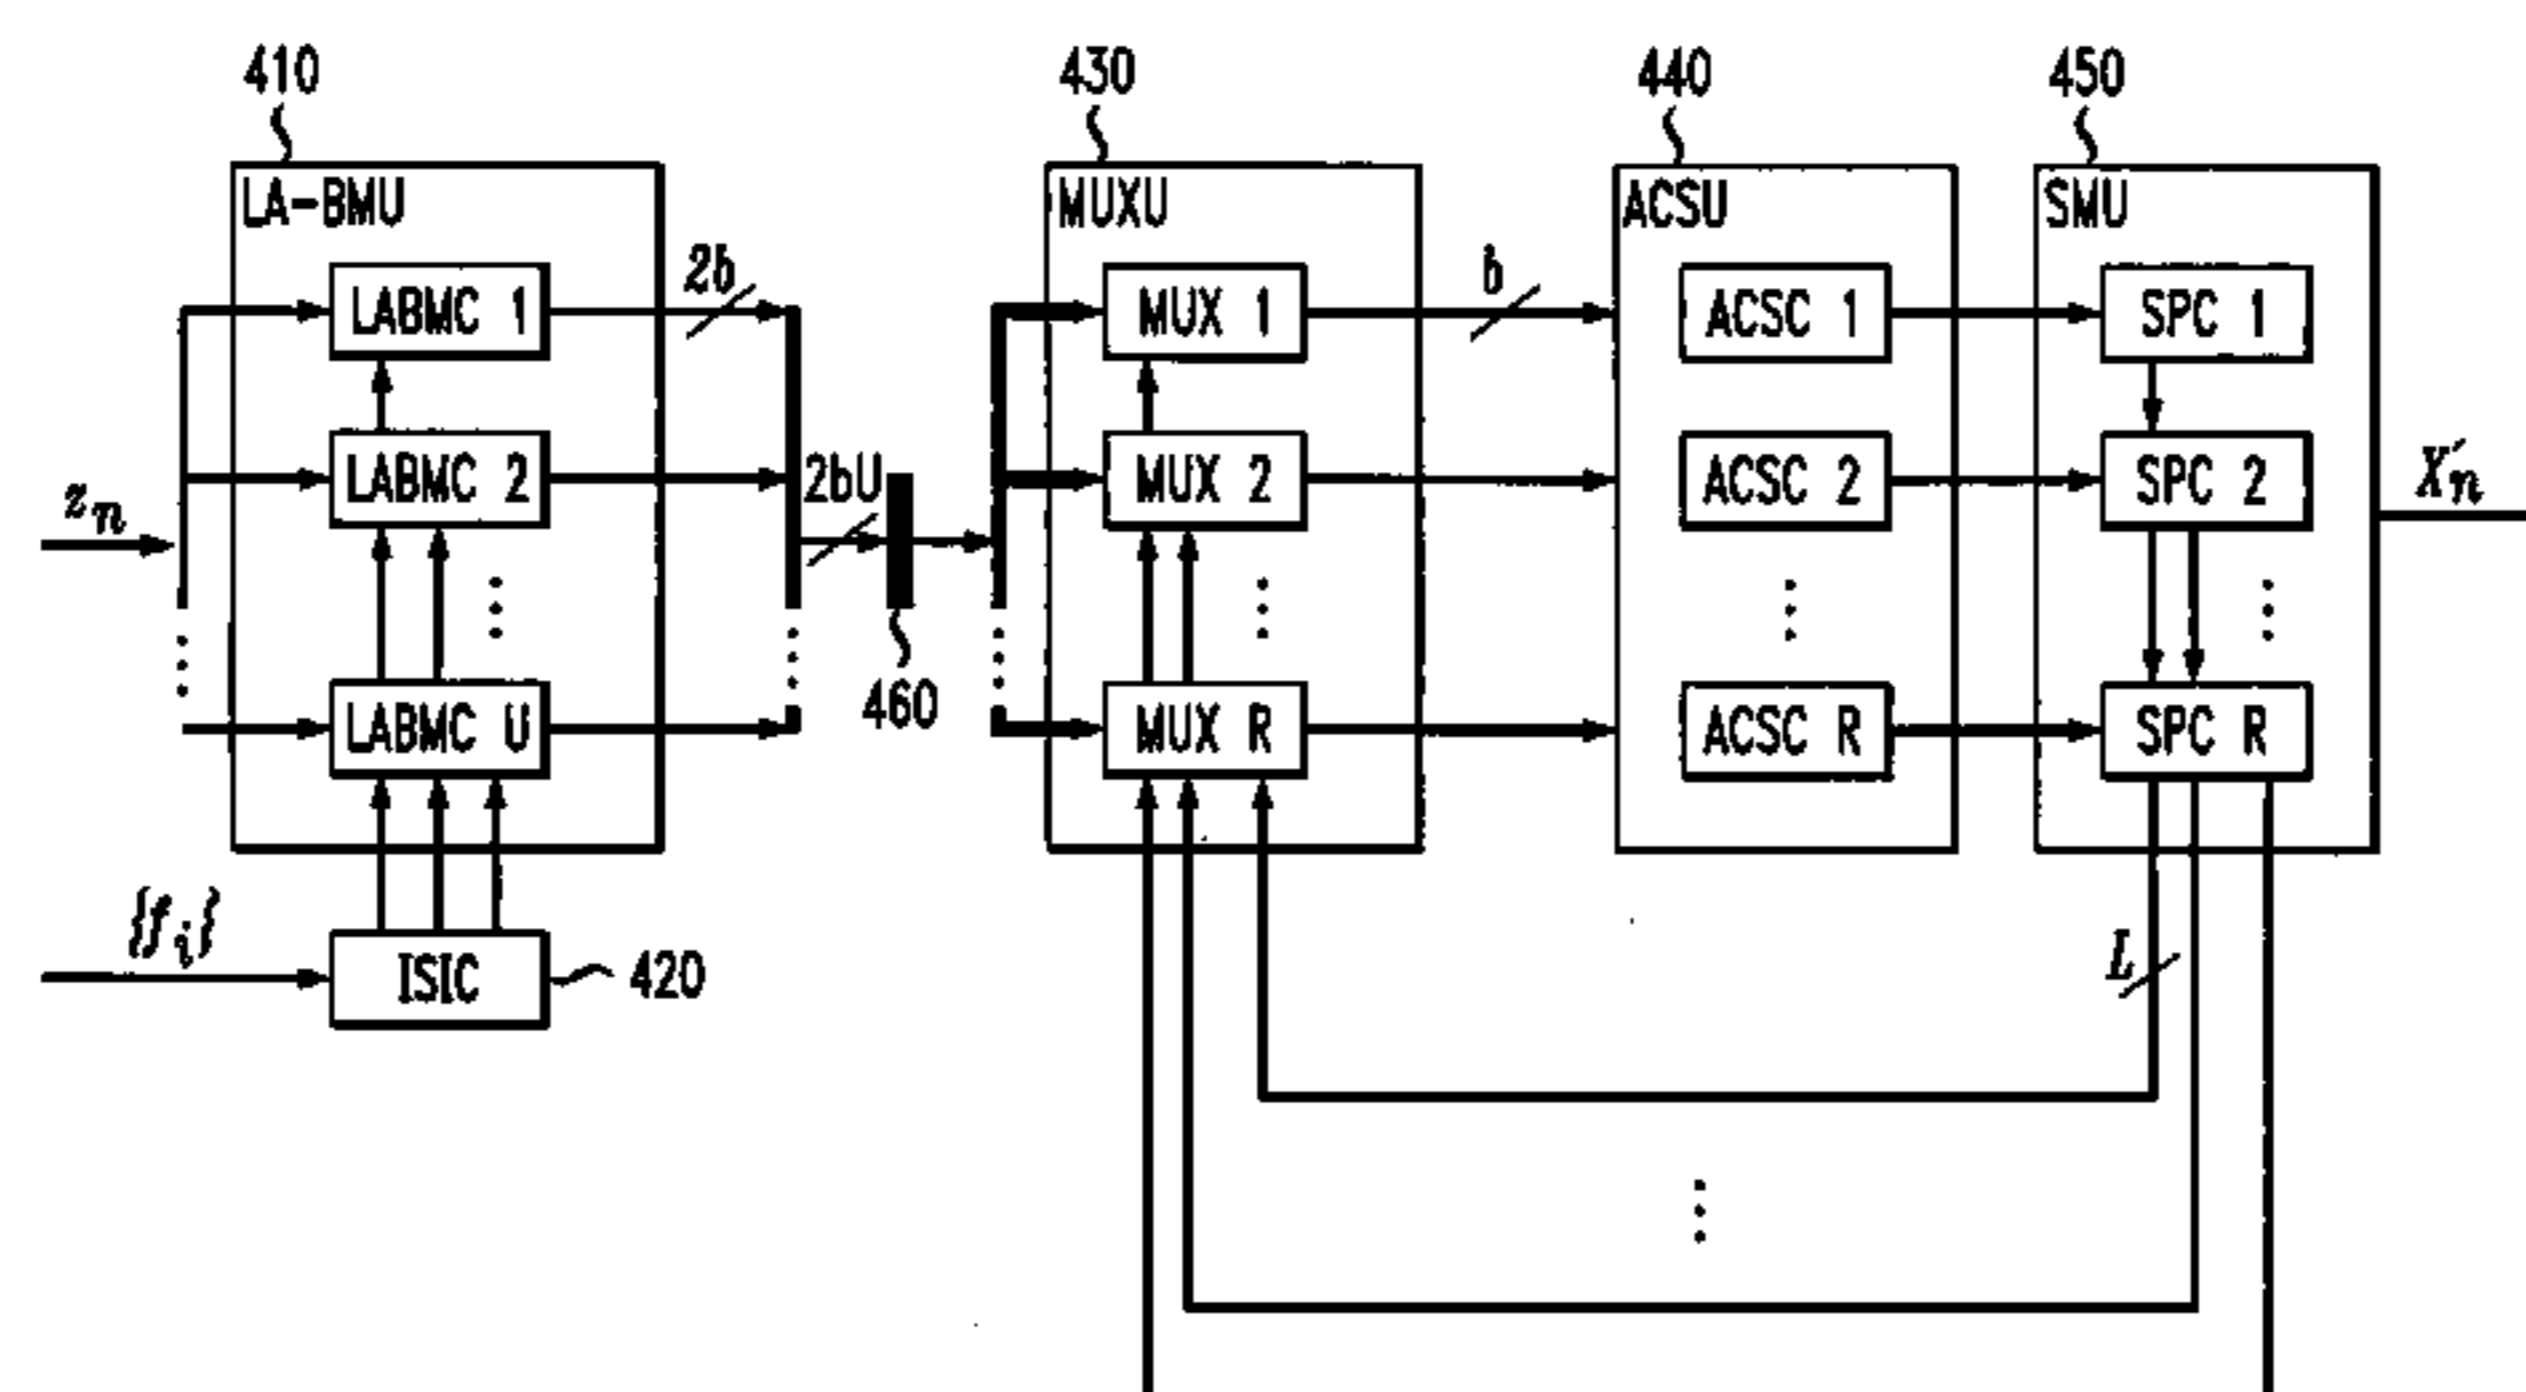 410
430
440
450
LA-BMU
MUXU
ACSU
SMU
LABMC 1
2b
MUX 1
b
ACSC 1
SPC 1
LABMC 2
2bU
MUX 2
ACSC 2
SPC 2
z_n
X'_n
LABMC U
460
MUX R
ACSC R
SPC R
{f_i}
ISIC
420
L